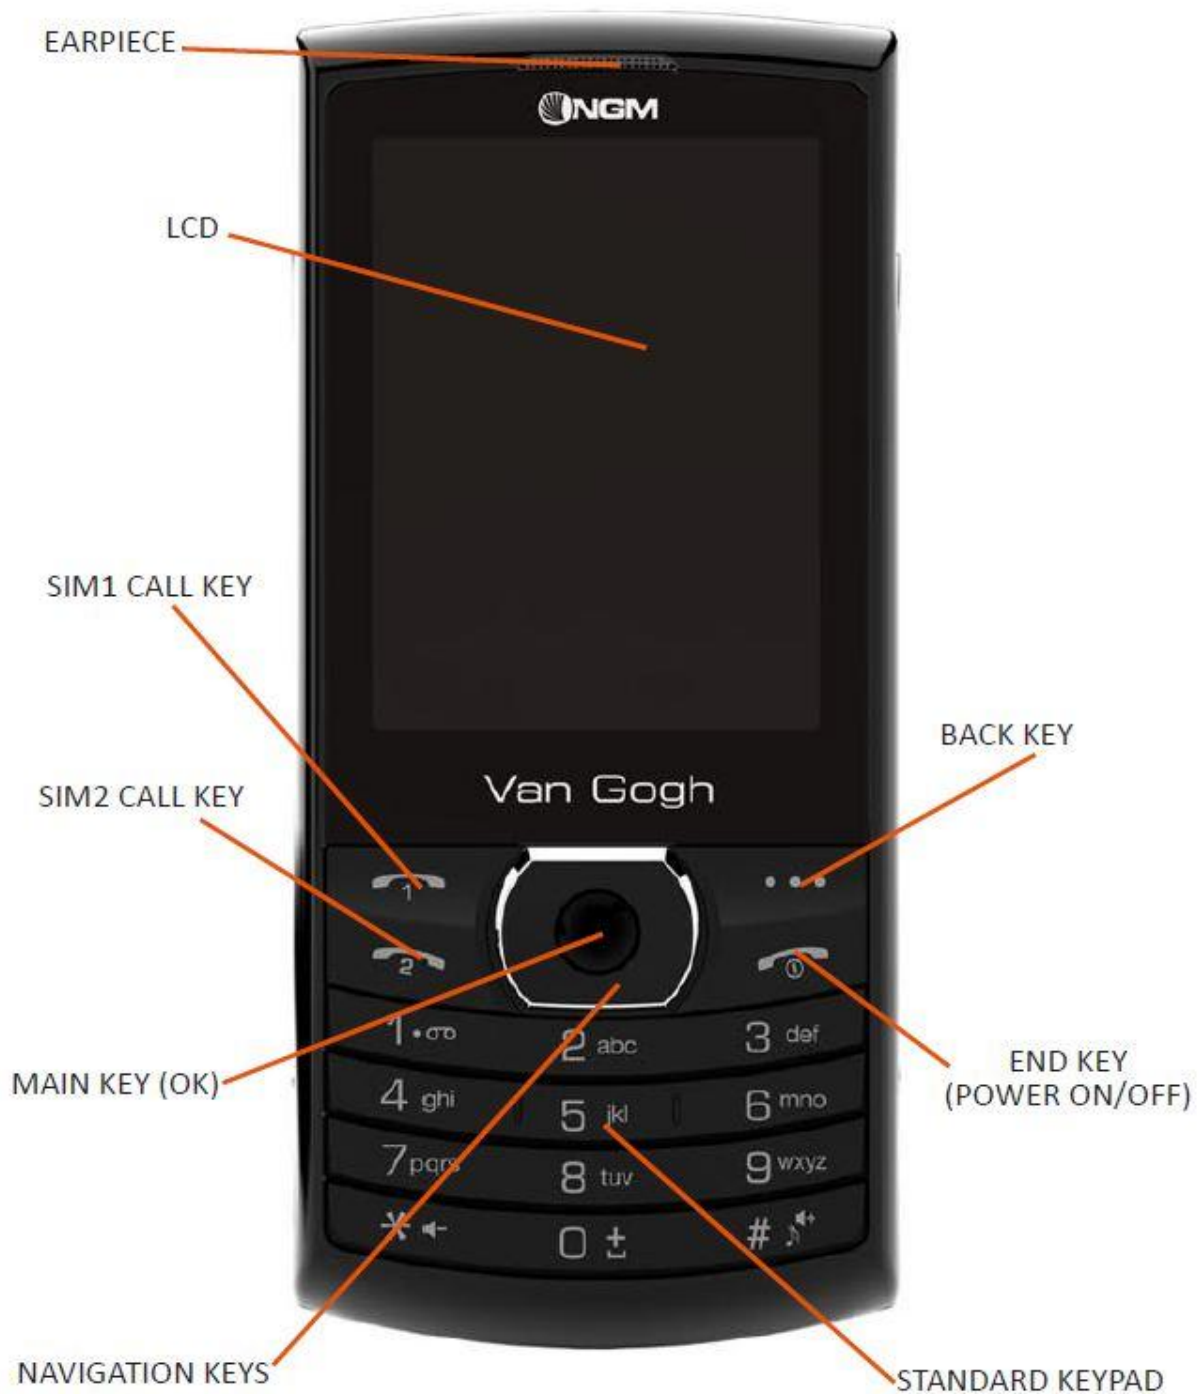 EARPIECE
NGM
LCD
SIM1 CALL KEY
BACK KEY
Van Gogh
SIM2 CALL KEY
1
2
1
2 abc
3 def
MAIN KEY (OK)
END KEY
(POWER ON/OFF)
4 ghi
5 jkl
6 mno
7 pqrs
8 tuv
9 wxyz
* -
0 +
# +
NAVIGATION KEYS
STANDARD KEYPAD